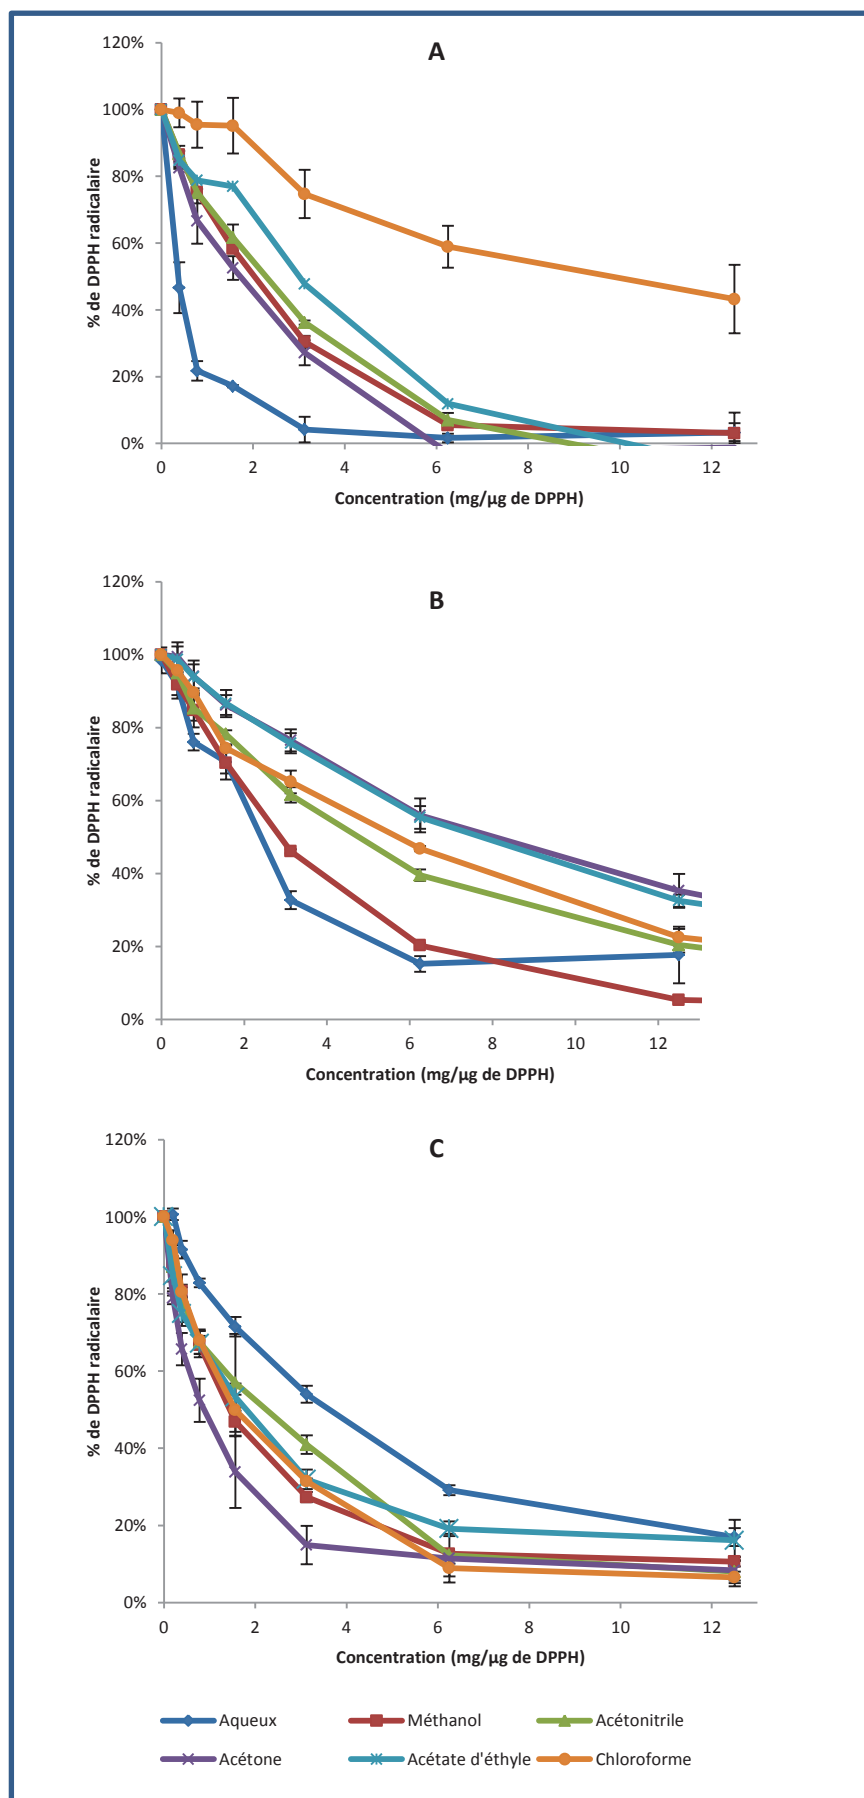 A
120%
100%
80%
60%
40%
20%
0%
% de DPPH radicalaire
0 2 4 6 8 10 12
Concentration (mg/µg de DPPH)
B
120%
100%
80%
60%
40%
20%
0%
% de DPPH radicalaire
0 2 4 6 8 10 12
Concentration (mg/µg de DPPH)
C
120%
100%
80%
60%
40%
20%
0%
% de DPPH radicalaire
0 2 4 6 8 10 12
Concentration (mg/µg de DPPH)
Aqueux Méthanol Acétonitrile
Acétone Acétate d'éthyle Chloroforme